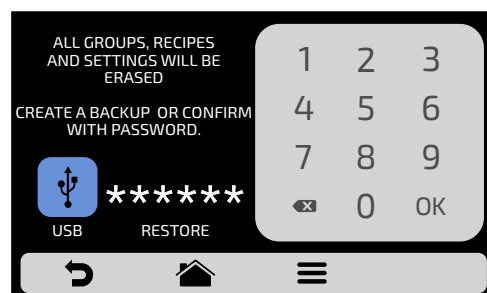 ALL GROUPS, RECIPES
AND SETTINGS WILL BE
ERASED
CREATE A BACKUP OR CONFIRM
WITH PASSWORD.
******
USB
RESTORE
1 2 3
4 5 6
7 8 9
0 OK